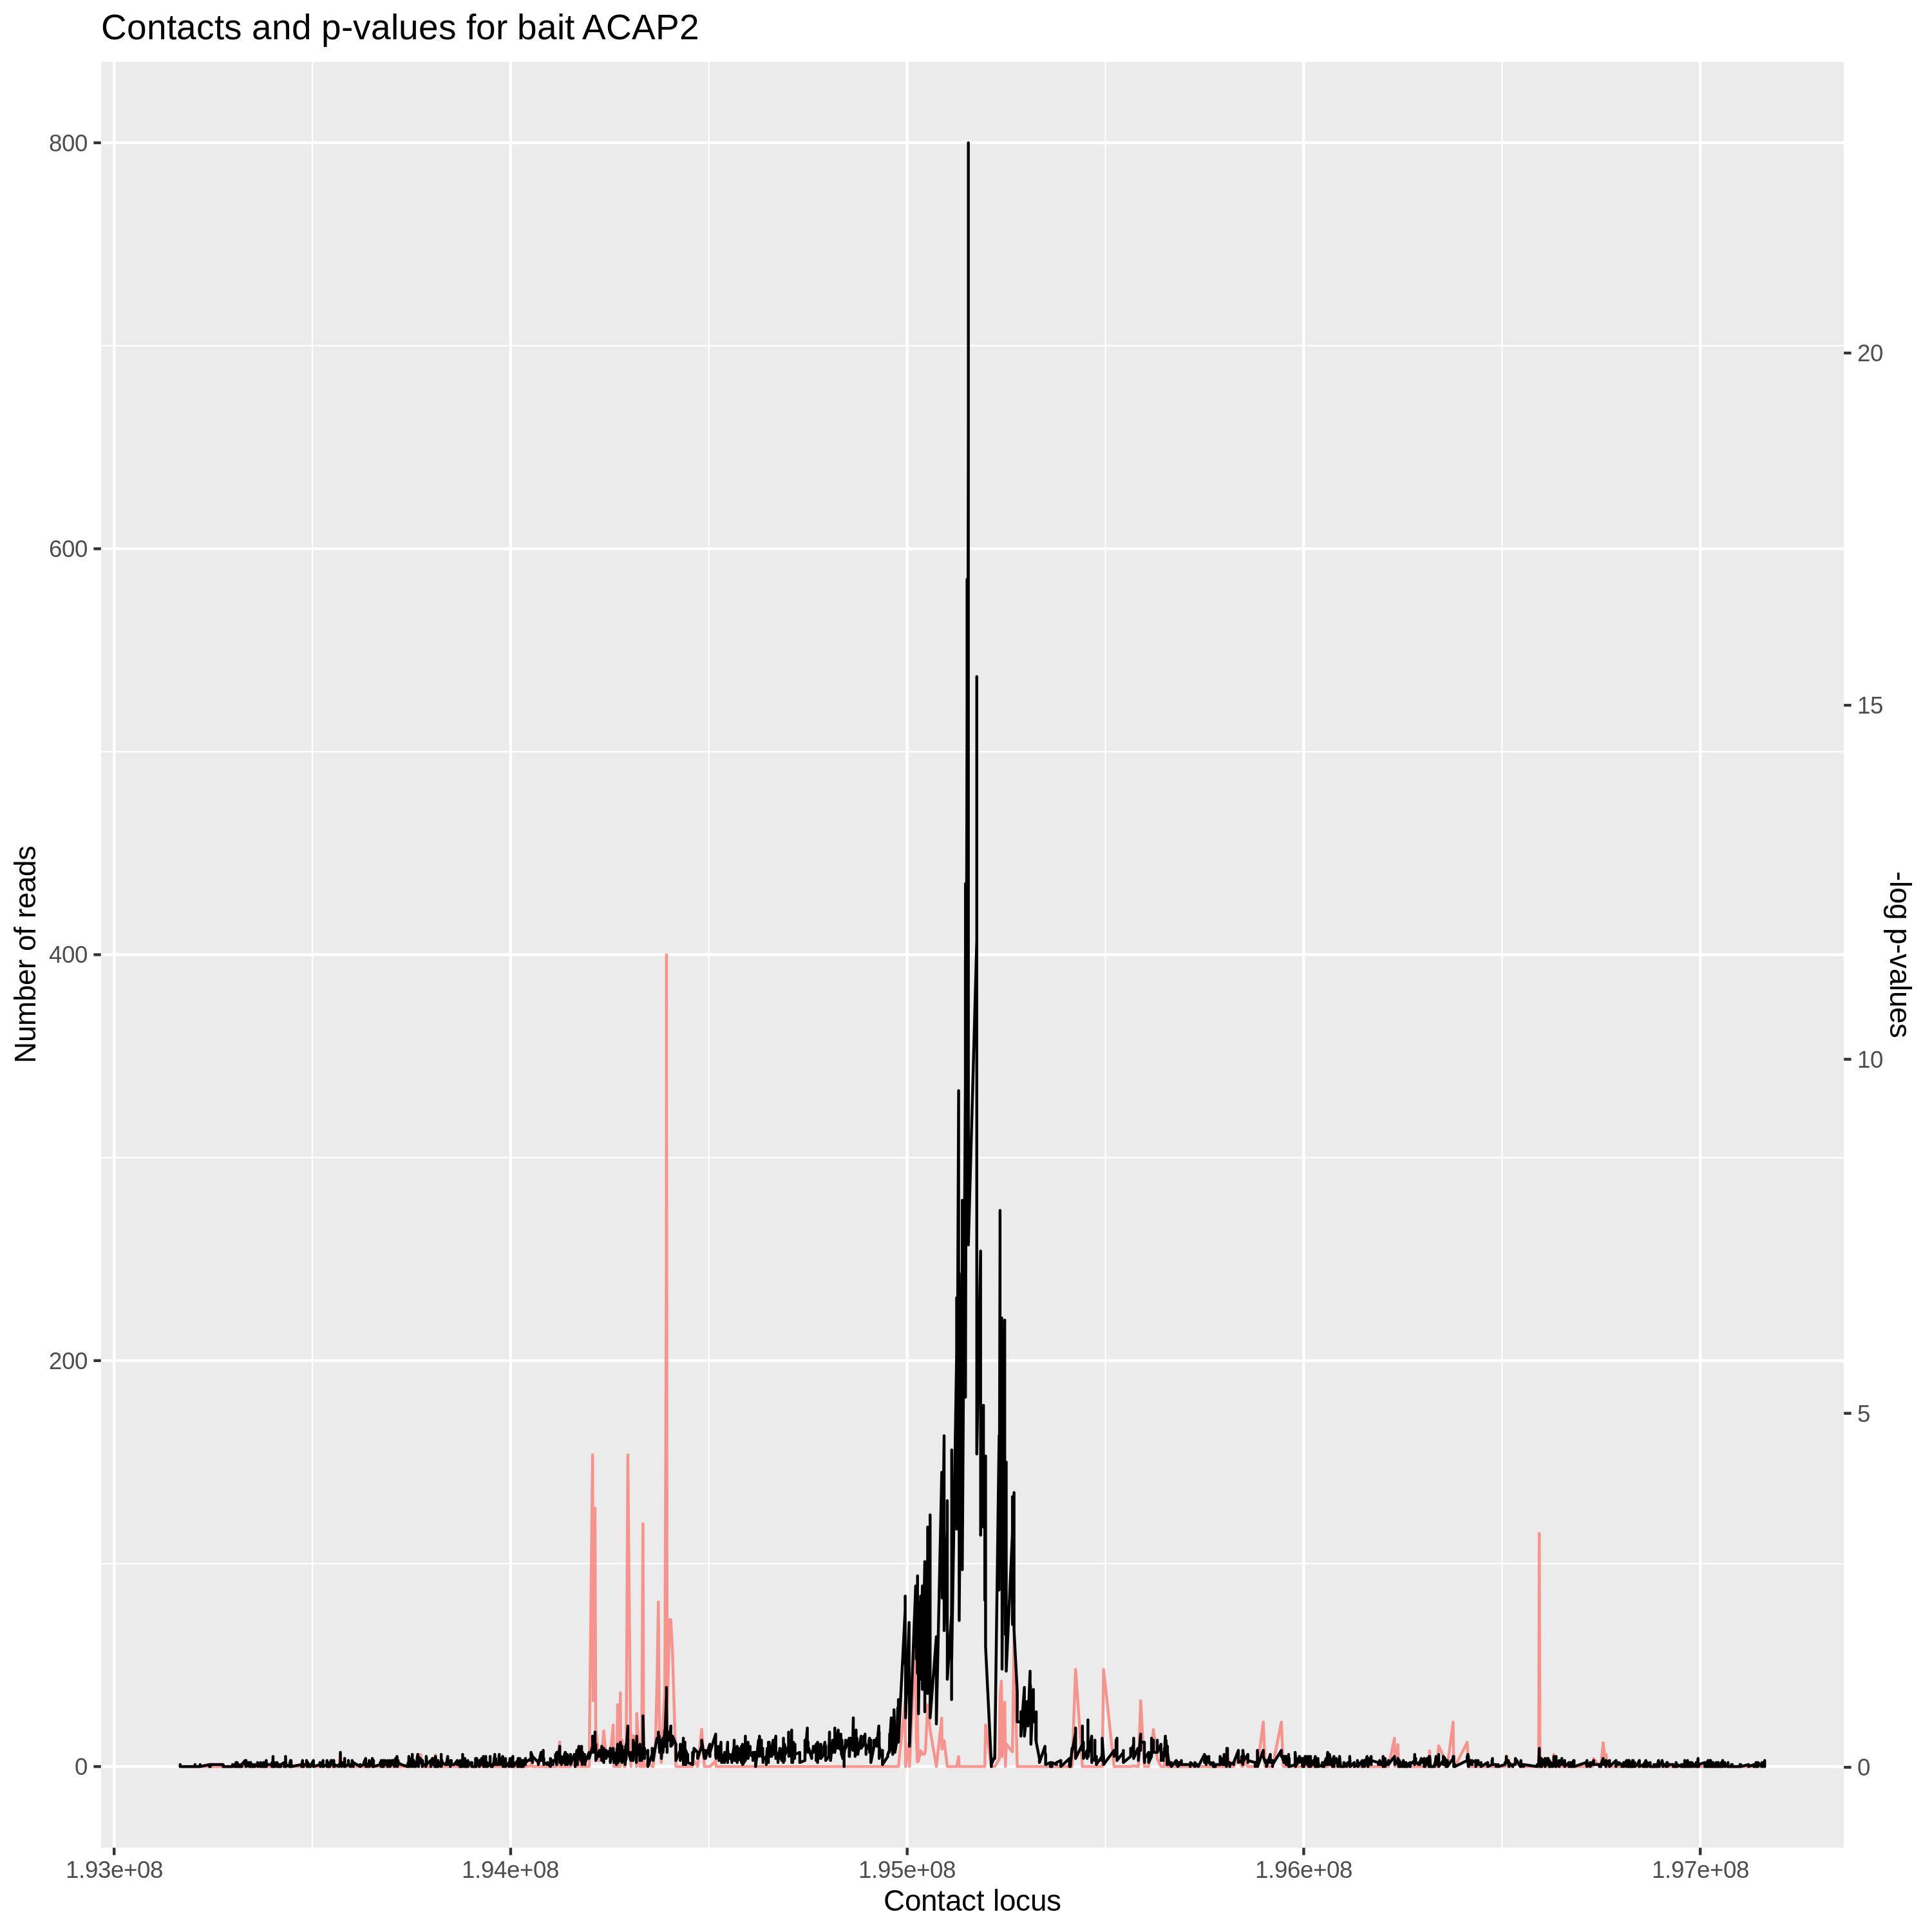 Contacts and p-values for bait ACAP2
800
600
400
200
0
Number of reads
20
15
10
5
0
-log p-values
1.93e+08
1.94e+08
1.95e+08
1.96e+08
1.97e+08
Contact locus